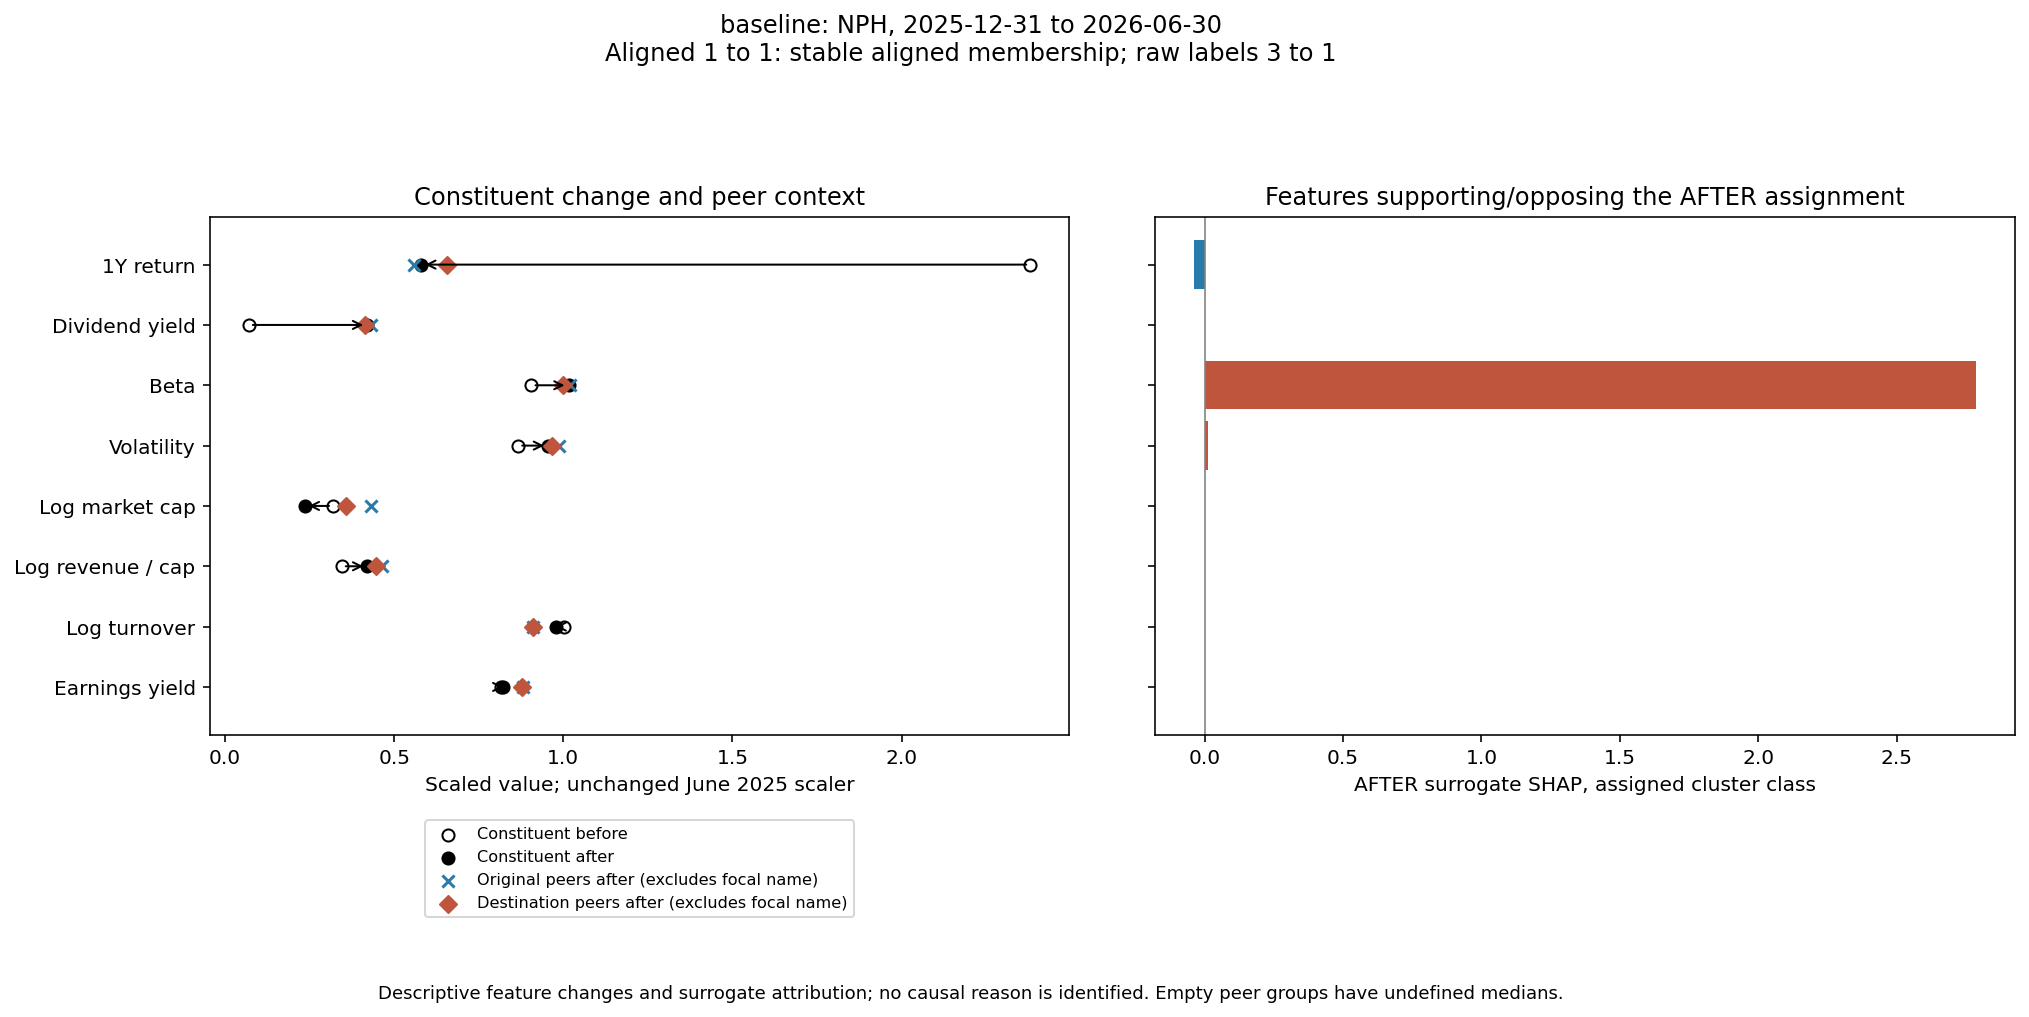 baseline: NPH, 2025-12-31 to 2026-06-30
Aligned 1 to 1: stable aligned membership; raw labels 3 to 1
Constituent change and peer context
1Y return
Dividend yield
Beta
Volatility
Log market cap
Log revenue / cap
Log turnover
Earnings yield
0.0 0.5 1.0 1.5 2.0
Scaled value; unchanged June 2025 scaler
Constituent before
Constituent after
Original peers after (excludes focal name)
Destination peers after (excludes focal name)
Features supporting/opposing the AFTER assignment
0.0 0.5 1.0 1.5 2.0 2.5
AFTER surrogate SHAP, assigned cluster class
Descriptive feature changes and surrogate attribution; no causal reason is identified. Empty peer groups have undefined medians.